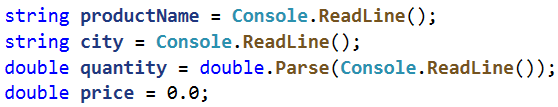 string productName = Console.ReadLine();
string city = Console.ReadLine();
double quantity = double.Parse(Console.ReadLine());
double price = 0.0;